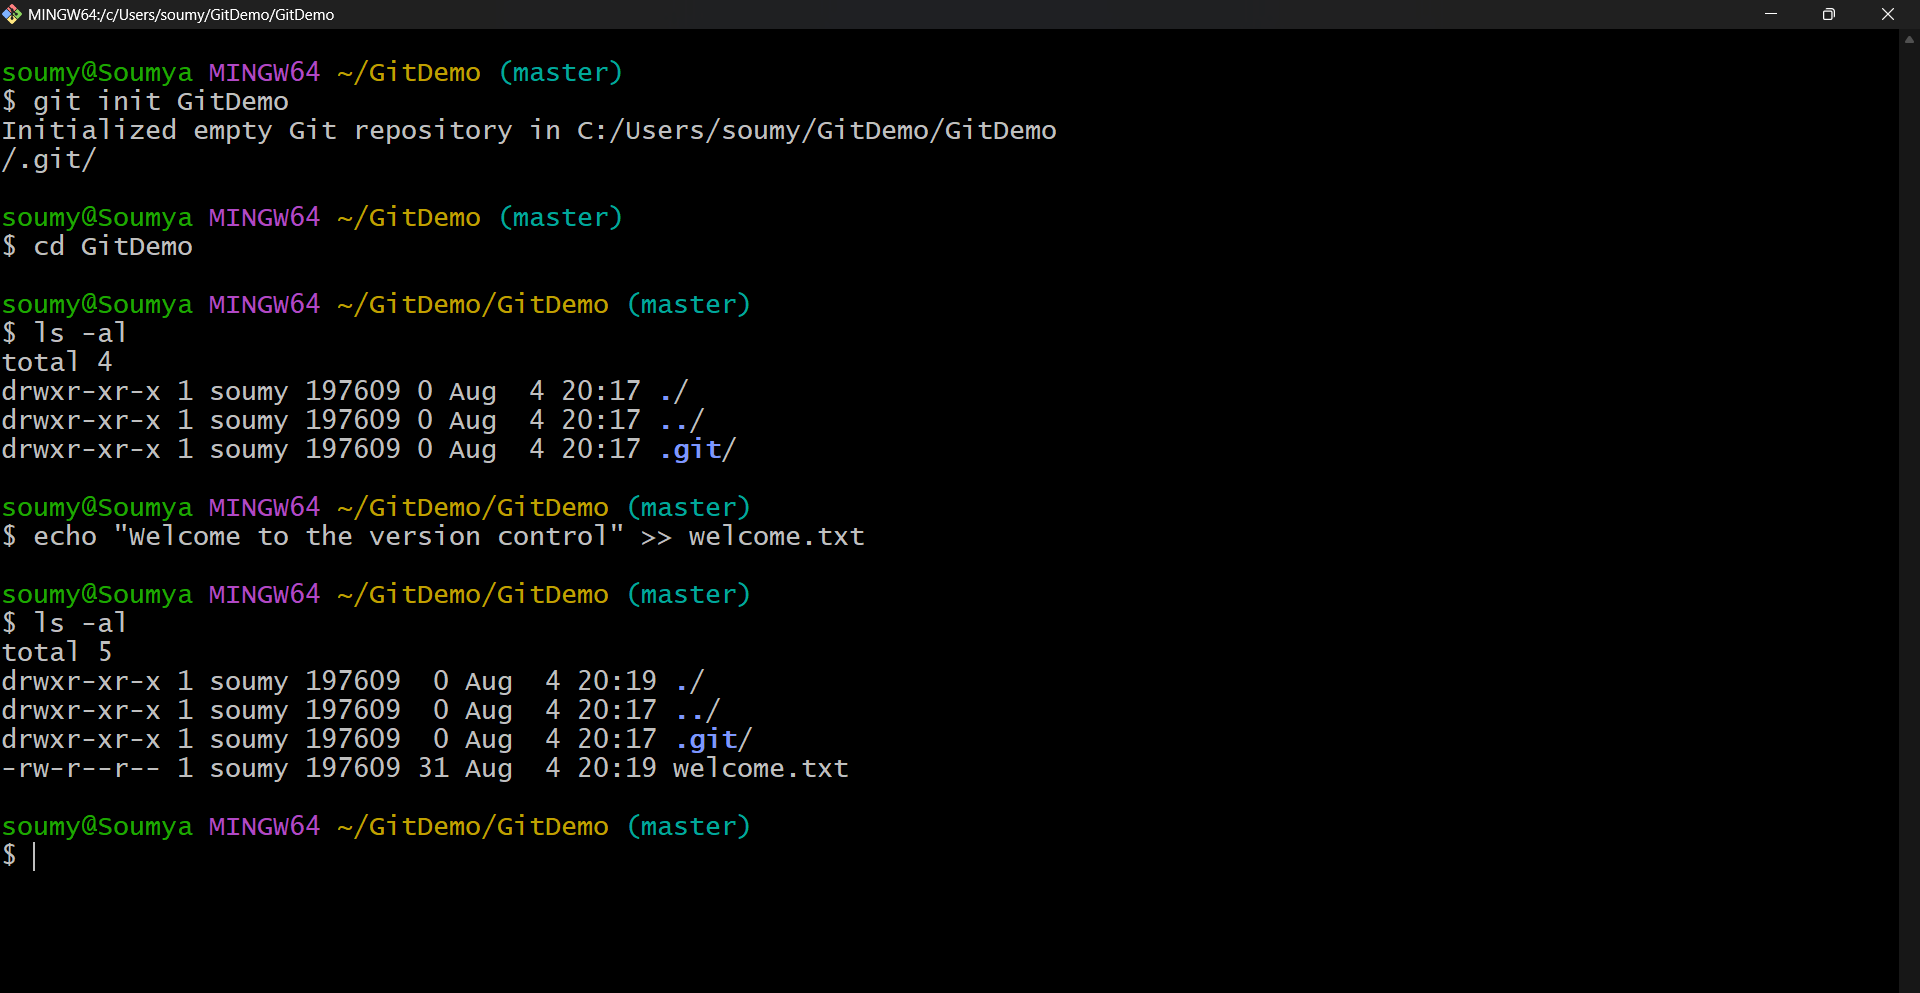 MINGW64:/c/Users/soumy/GitDemo/GitDemo
soumy@Soumya MINGW64 ~/GitDemo (master)
$ git init GitDemo
Initialized empty Git repository in C:/Users/soumy/GitDemo/GitDemo
/.git/
soumy@Soumya MINGW64 ~/GitDemo (master)
$ cd GitDemo
soumy@Soumya MINGW64 ~/GitDemo/GitDemo (master)
$ ls -al
total 4
drwxr-xr-x 1 soumy 197609 0 Aug  4 20:17 ./
drwxr-xr-x 1 soumy 197609 0 Aug  4 20:17 ../
drwxr-xr-x 1 soumy 197609 0 Aug  4 20:17 .git/
soumy@Soumya MINGW64 ~/GitDemo/GitDemo (master)
$ echo "Welcome to the version control" >> welcome.txt
soumy@Soumya MINGW64 ~/GitDemo/GitDemo (master)
$ ls -al
total 5
drwxr-xr-x 1 soumy 197609  0 Aug  4 20:19 ./
drwxr-xr-x 1 soumy 197609  0 Aug  4 20:17 ../
drwxr-xr-x 1 soumy 197609  0 Aug  4 20:17 .git/
-rw-r--r-- 1 soumy 197609 31 Aug  4 20:19 welcome.txt
soumy@Soumya MINGW64 ~/GitDemo/GitDemo (master)
$